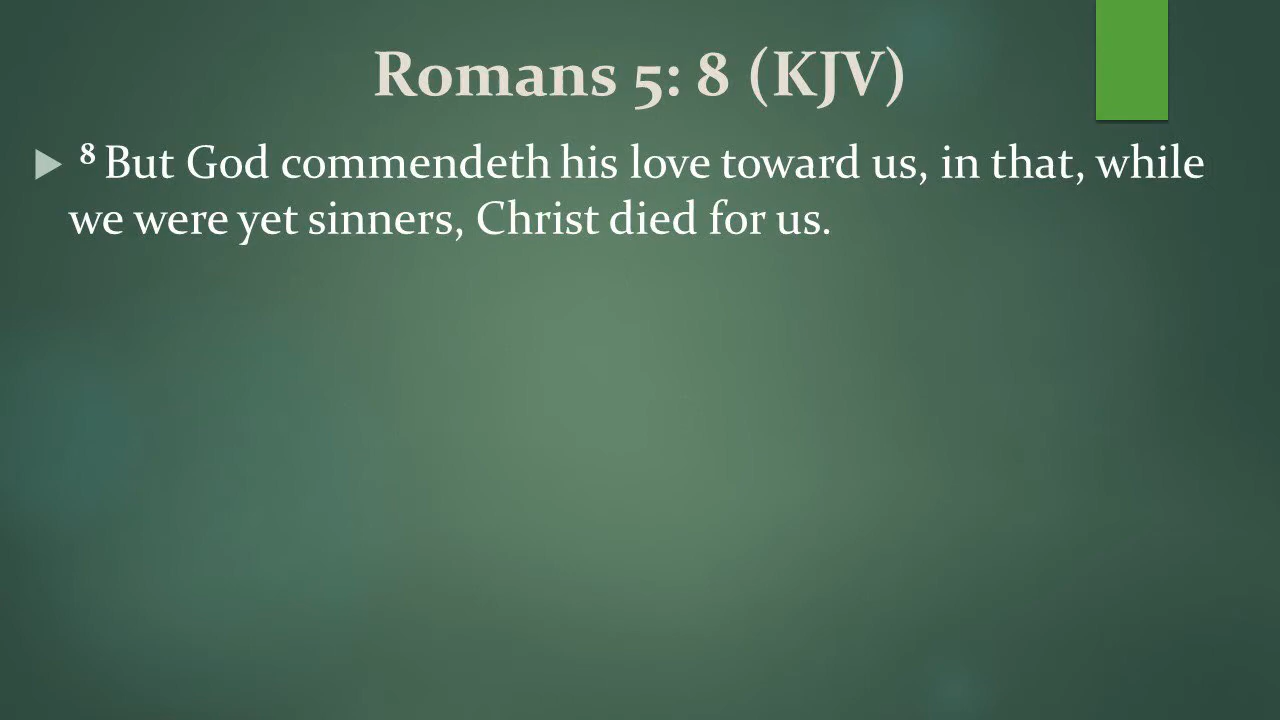 Romans 5: 8 (KJV)
8 But God commendeth his love toward us, in that, while
we were yet sinners, Christ died for us.